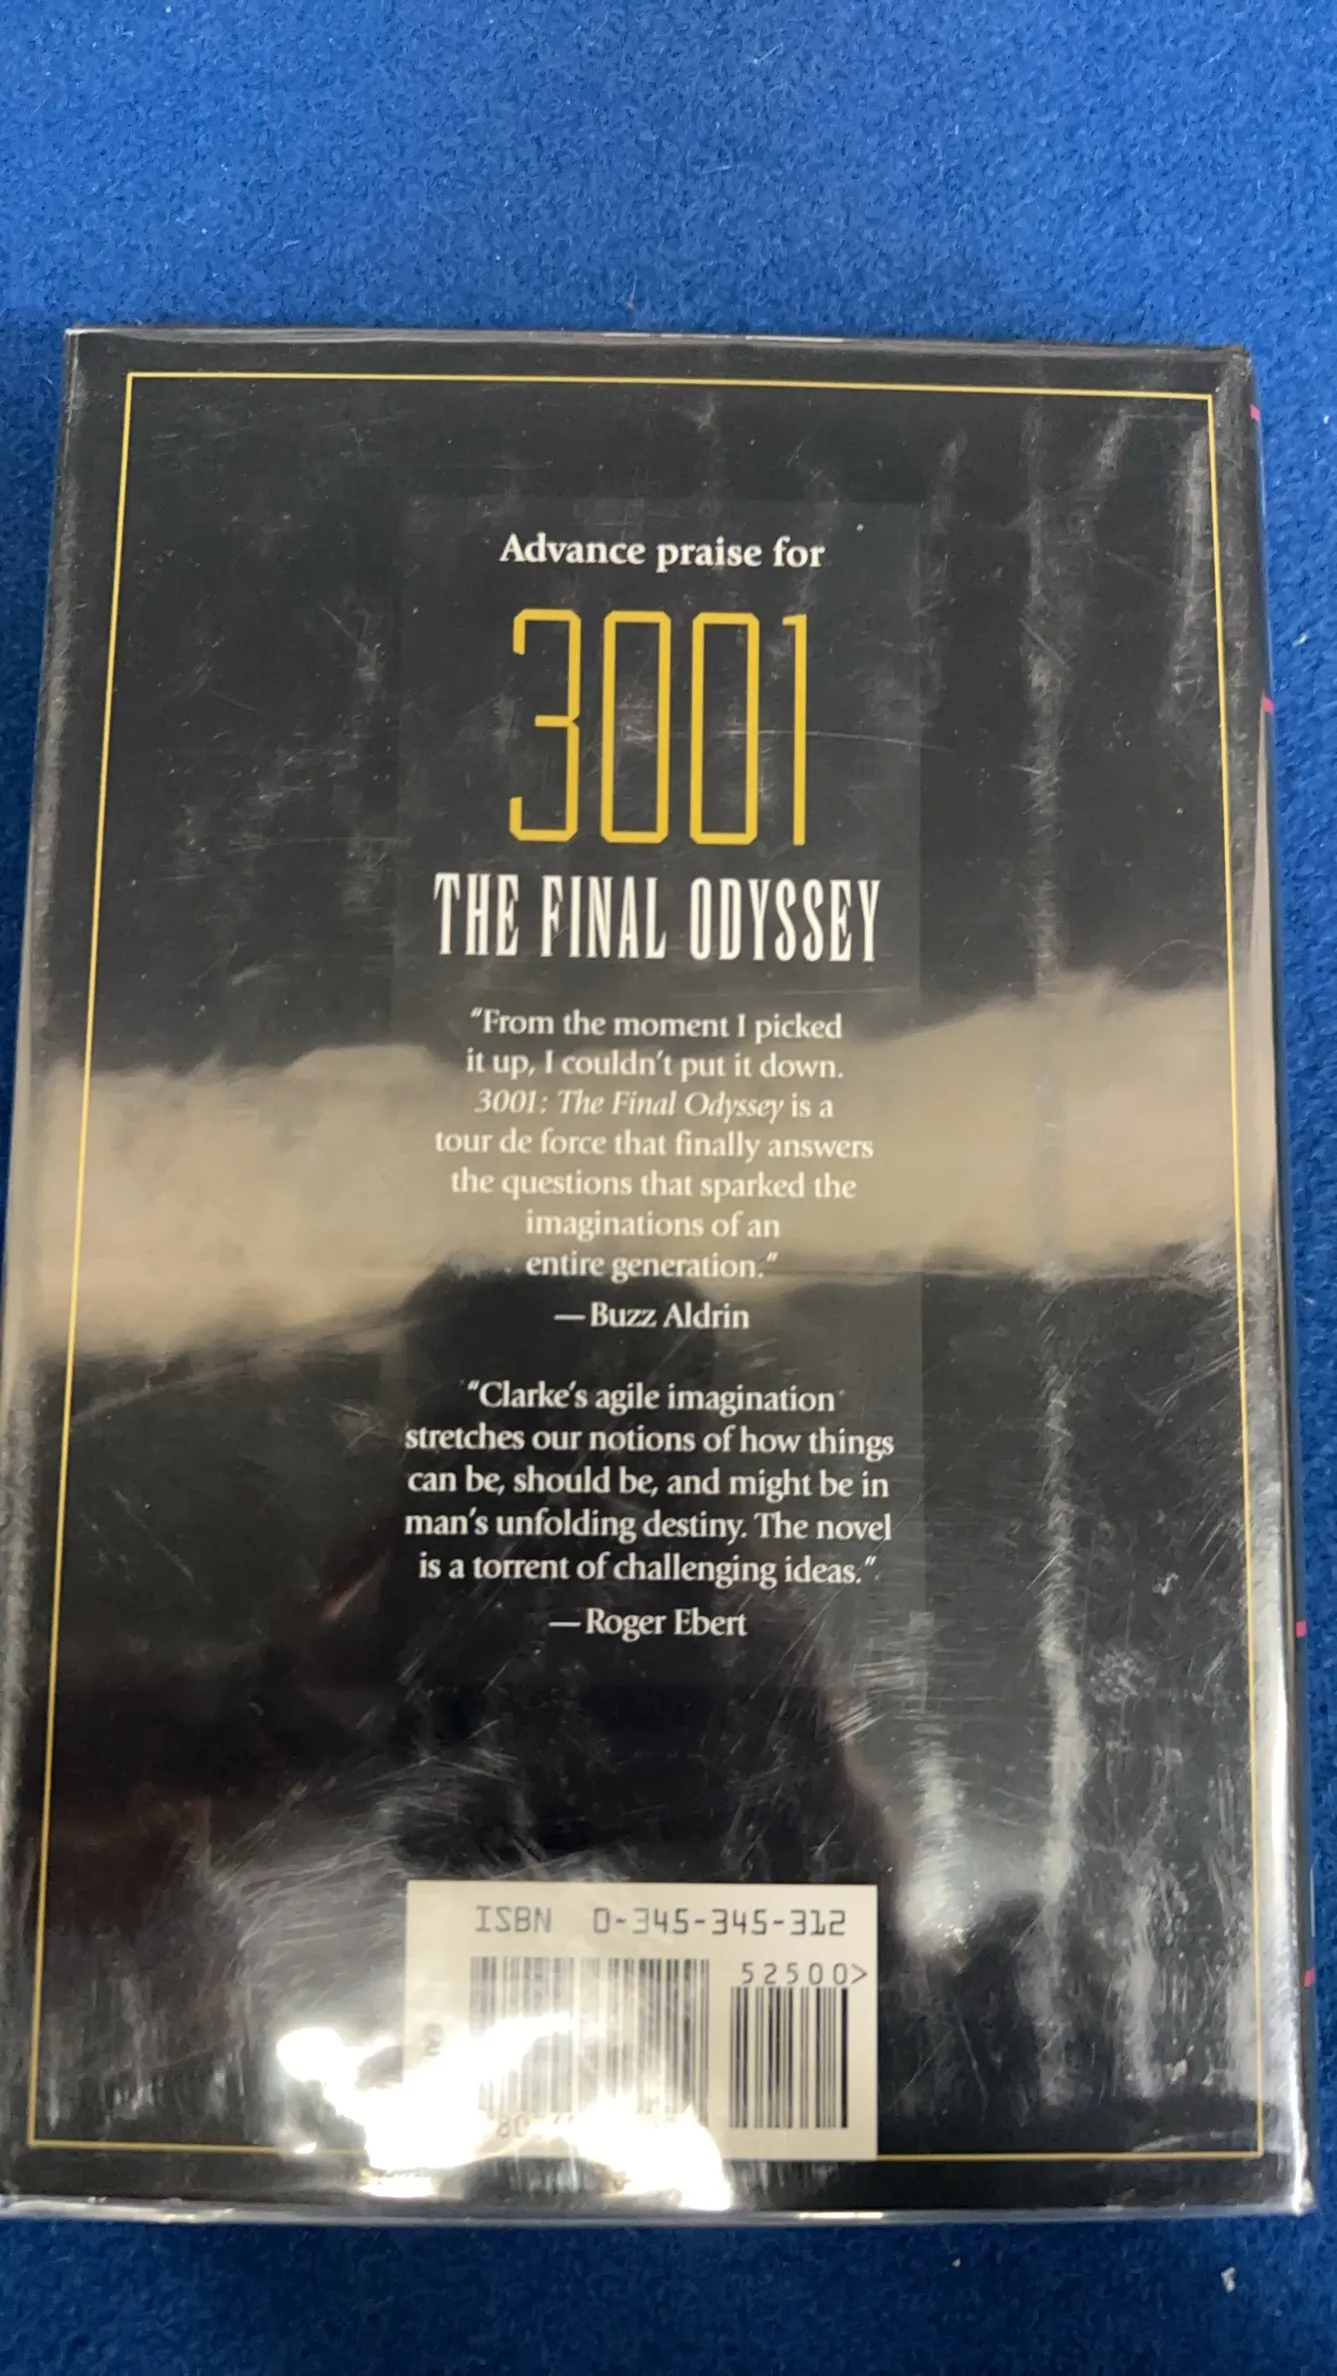 Advance praise for
3001
THE FINAL ODYSSEY
“From the moment I picked
it up, I couldn’t put it down.
3001: The Final Odyssey is a
tour de force that finally answers
the questions that sparked the
imaginations of an
entire generation.”
—Buzz Aldrin
“Clarke’s agile imagination
stretches our notions of how things
can be, should be, and might be in
man’s unfolding destiny. The novel
is a torrent of challenging ideas.”
—Roger Ebert
ISBN 0-345-345-312
52500>